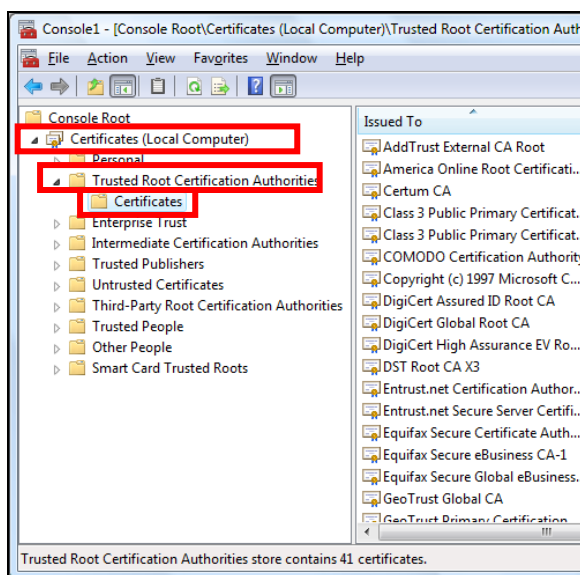 Console1 - [Console Root\Certificates (Local Computer)\Trusted Root Certification Auth
File Action View Favorites Window Help
Console Root
Certificates (Local Computer)
Personal
Trusted Root Certification Authorities
Certificates
Enterprise Trust
Intermediate Certification Authorities
Trusted Publishers
Untrusted Certificates
Third-Party Root Certification Authorities
Trusted People
Other People
Smart Card Trusted Roots
Issued To
AddTrust External CA Root
America Online Root Certificati...
Certum CA
Class 3 Public Primary Certificat.
Class 3 Public Primary Certificat.
COMODO Certification Authority
Copyright (c) 1997 Microsoft C...
DigiCert Assured ID Root CA
DigiCert Global Root CA
DigiCert High Assurance EV Ro...
DST Root CA X3
Entrust.net Certification Author..
Entrust.net Secure Server Certifi..
Equifax Secure Certificate Auth...
Equifax Secure eBusiness CA-1
Equifax Secure Global eBusiness.
GeoTrust Global CA
GeoTrust Primary Certification
Trusted Root Certification Authorities store contains 41 certificates.